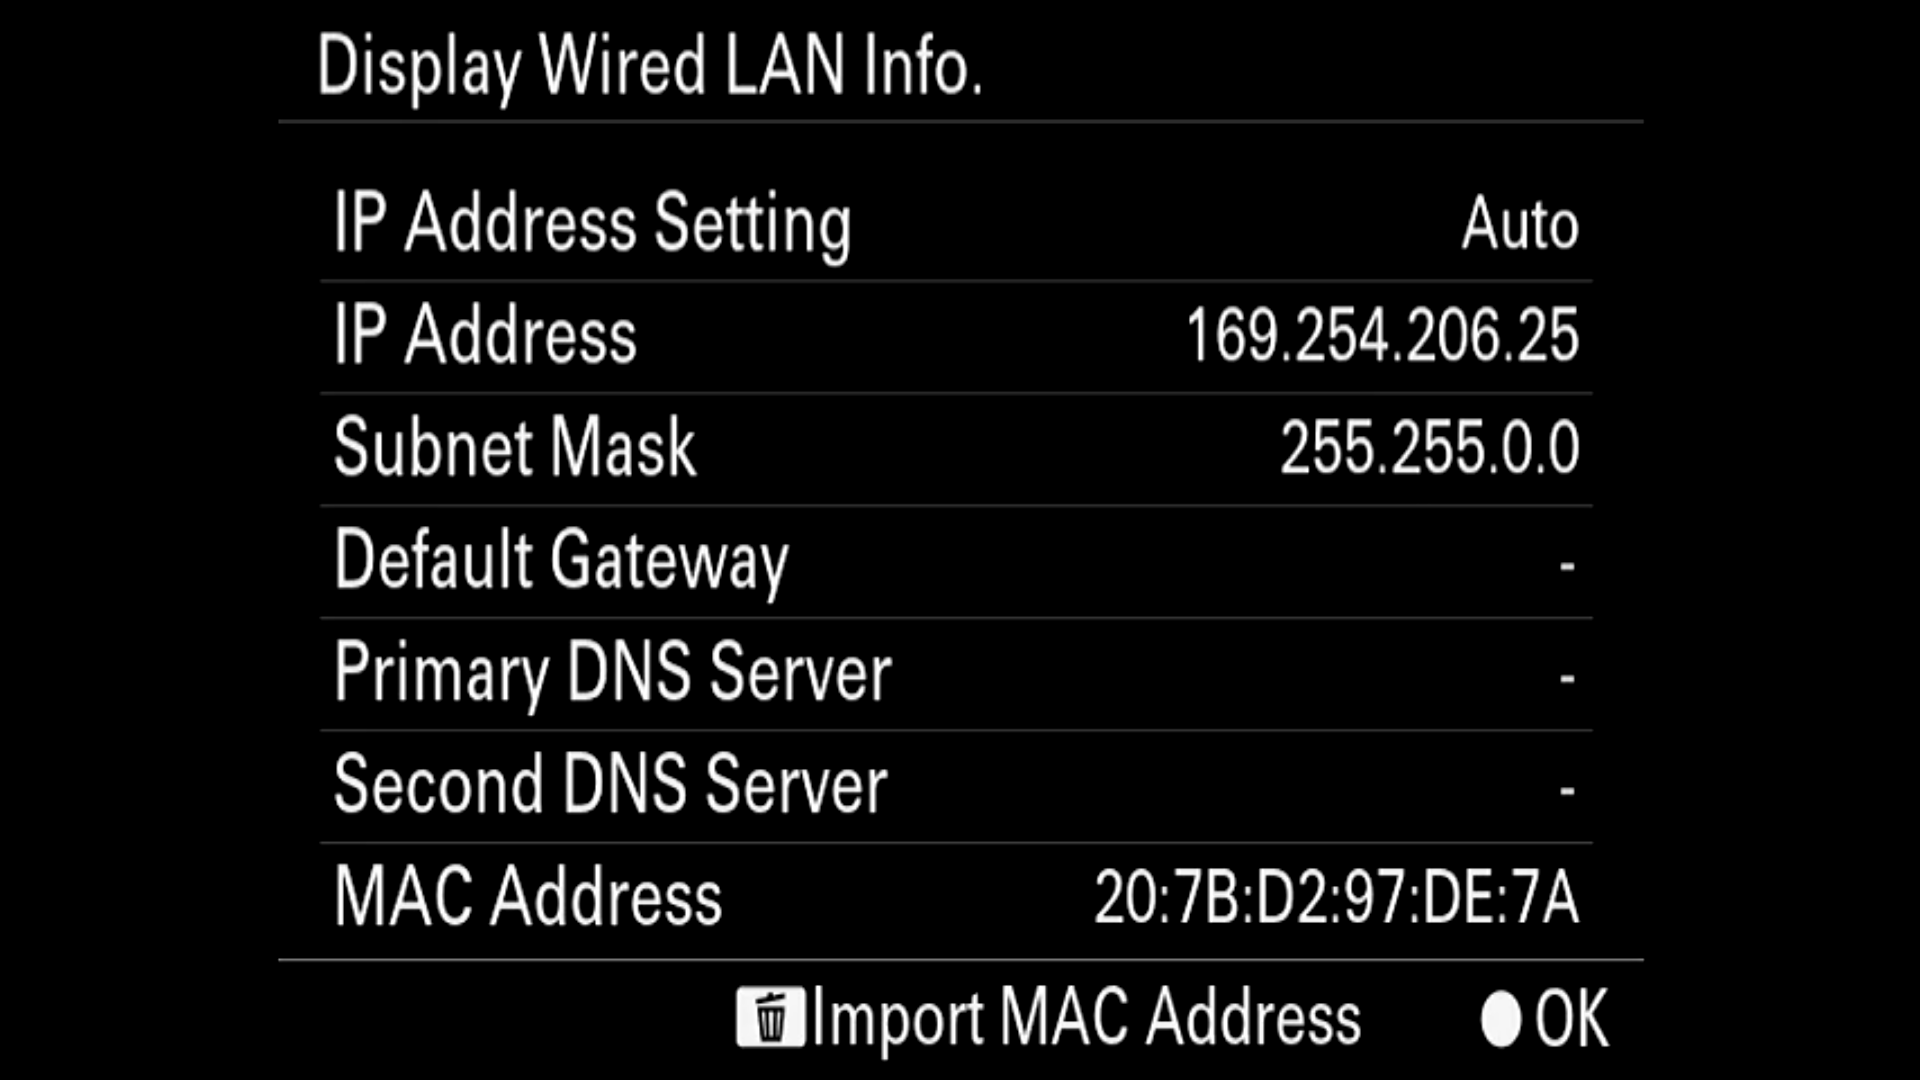 Display Wired LAN Info.
IP Address Setting Auto
IP Address 169.254.206.25
Subnet Mask 255.255.0.0
Default Gateway -
Primary DNS Server -
Second DNS Server -
MAC Address 20:7B:D2:97:DE:7A
Import MAC Address OK